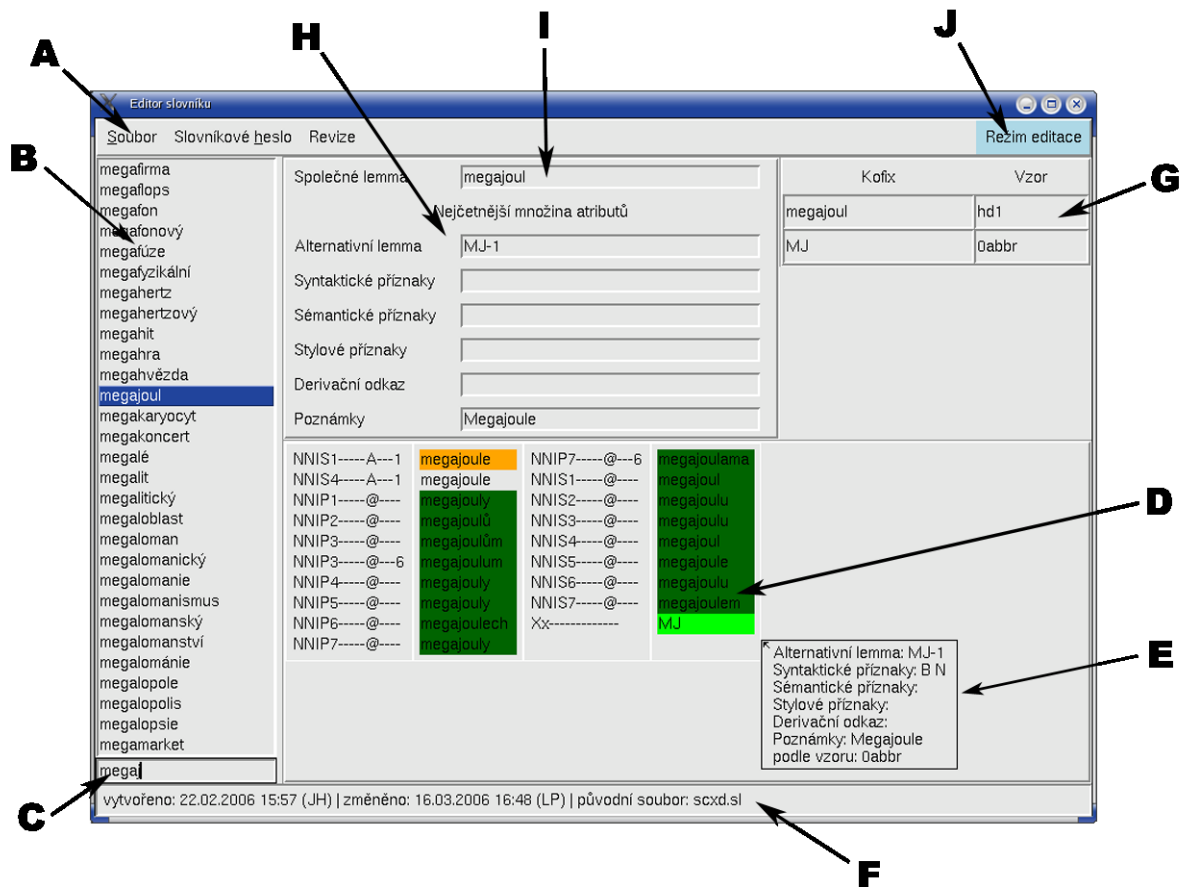 H
I
J
A
Editor slovníku
Soubor Slovníkové heslo Revize Režim editace
B
megafirma
megaflops
megafon
megafonový
megafúze
megafyzikální
megahertz
megahertzový
megahit
megahra
megahvězda
megajoul
megakaryocyt
megakoncert
megalé
megalit
megalitický
megaloblast
megaloman
megalomanický
megalomanie
megalomanismus
megalomanský
megalomanství
megalománie
megalopole
megalopolis
megalopsie
megamarket
megaj
C
Společné lemma megajoul
Nejčetnější množina atributů
Alternativní lemma MJ-1
Syntaktické příznaky
Sémantické příznaky
Stylové příznaky
Derivační odkaz
Poznámky Megajoule
Kofix Vzor
megajoul hd1
MJ 0abbr
G
NNIS1-----A---1 megajoule NNIP7-----@---6 megajoulama
NNIS4-----A---1 megajoule NNIS1-----@---- megajoul
NNIP1-----@---- megajouly NNIS2-----@---- megajoulu
NNIP2-----@---- megajoulů NNIS3-----@---- megajoulu
NNIP3-----@---- megajoulům NNIS4-----@---- megajoul
NNIP3-----@---6 megajoulum NNIS5-----@---- megajoule
NNIP4-----@---- megajouly NNIS6-----@---- megajoulu
NNIP5-----@---- megajouly NNIS7-----@---- megajoulem
NNIP6-----@---- megajoulech Xx------------- MJ
NNIP7-----@---- megajouly
D
Alternativní lemma: MJ-1
Syntaktické příznaky: B N
Sémantické příznaky:
Stylové příznaky:
Derivační odkaz:
Poznámky: Megajoule
podle vzoru: 0abbr
E
vytvořeno: 22.02.2006 15:57 (JH) | změněno: 16.03.2006 16:48 (LP) | původní soubor: scxd.sl
F